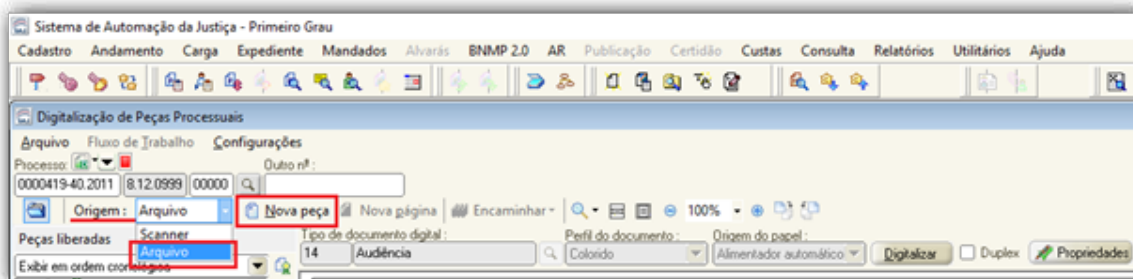 Sistema de Automação da Justiça - Primeiro Grau
Cadastro Andamento Carga Expediente Mandados Alvarás BNMP 2.0 AR Publicação Certidão Custas Consulta Relatórios Utilitários Ajuda
Digitalização de Peças Processuais
Arquivo Fluxo de Trabalho Configurações
Processo: Outro nº :
0000419-40.2011 8.12.0999 00000
Origem : Arquivo Nova peça Nova página Encaminhar 100%
Peças liberadas Scanner Tipo de documento digital : Perfil do documento : Origem do papel :
Arquivo 14 Audiência Colorido Alimentador automático Digitalizar Duplex Propriedades
Exibir em ordem cronológica